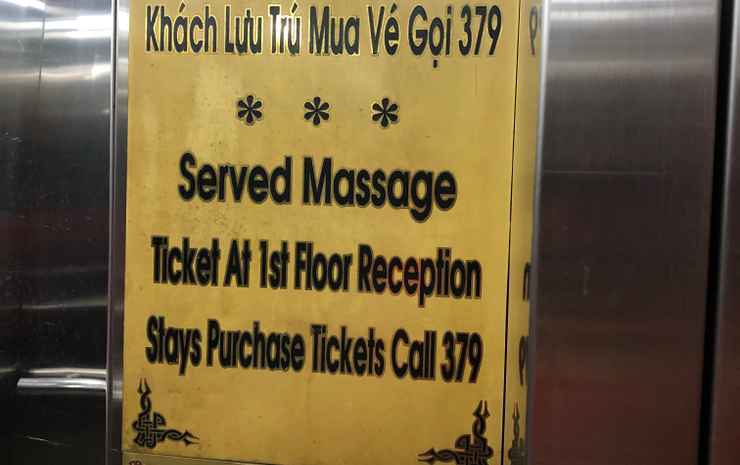 Khách Lưu Trú Mua Vé Gọi 379
* * *
Served Massage
Ticket At 1st Floor Reception
Stays Purchase Tickets Call 379